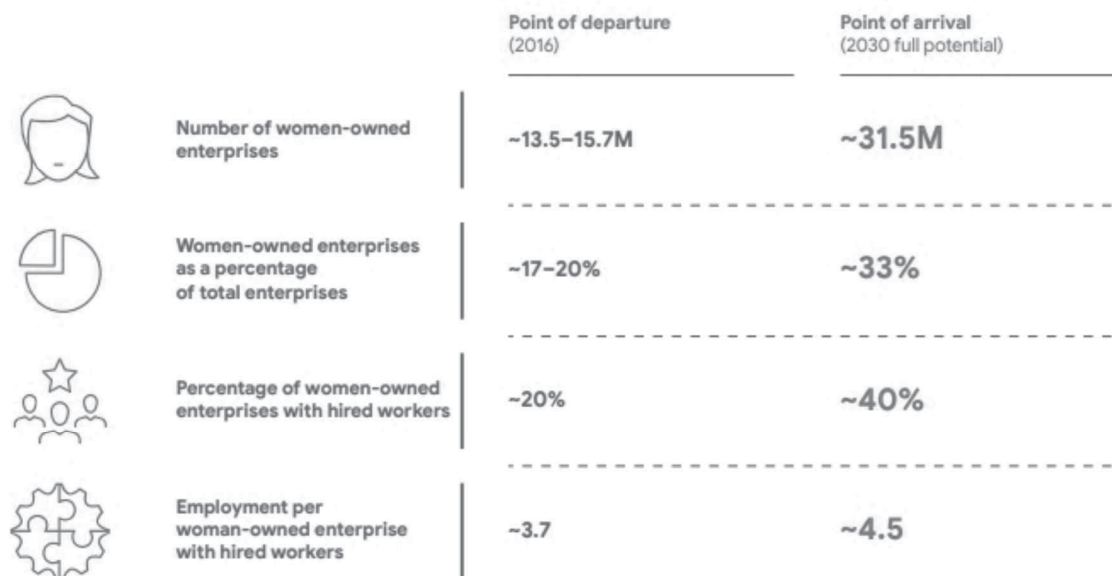 Point of departure
(2016)
Point of arrival
(2030 full potential)
Number of women-owned
enterprises
~13.5–15.7M
~31.5M
Women-owned enterprises
as a percentage
of total enterprises
~17–20%
~33%
Percentage of women-owned
enterprises with hired workers
~20%
~40%
Employment per
woman-owned enterprise
with hired workers
~3.7
~4.5